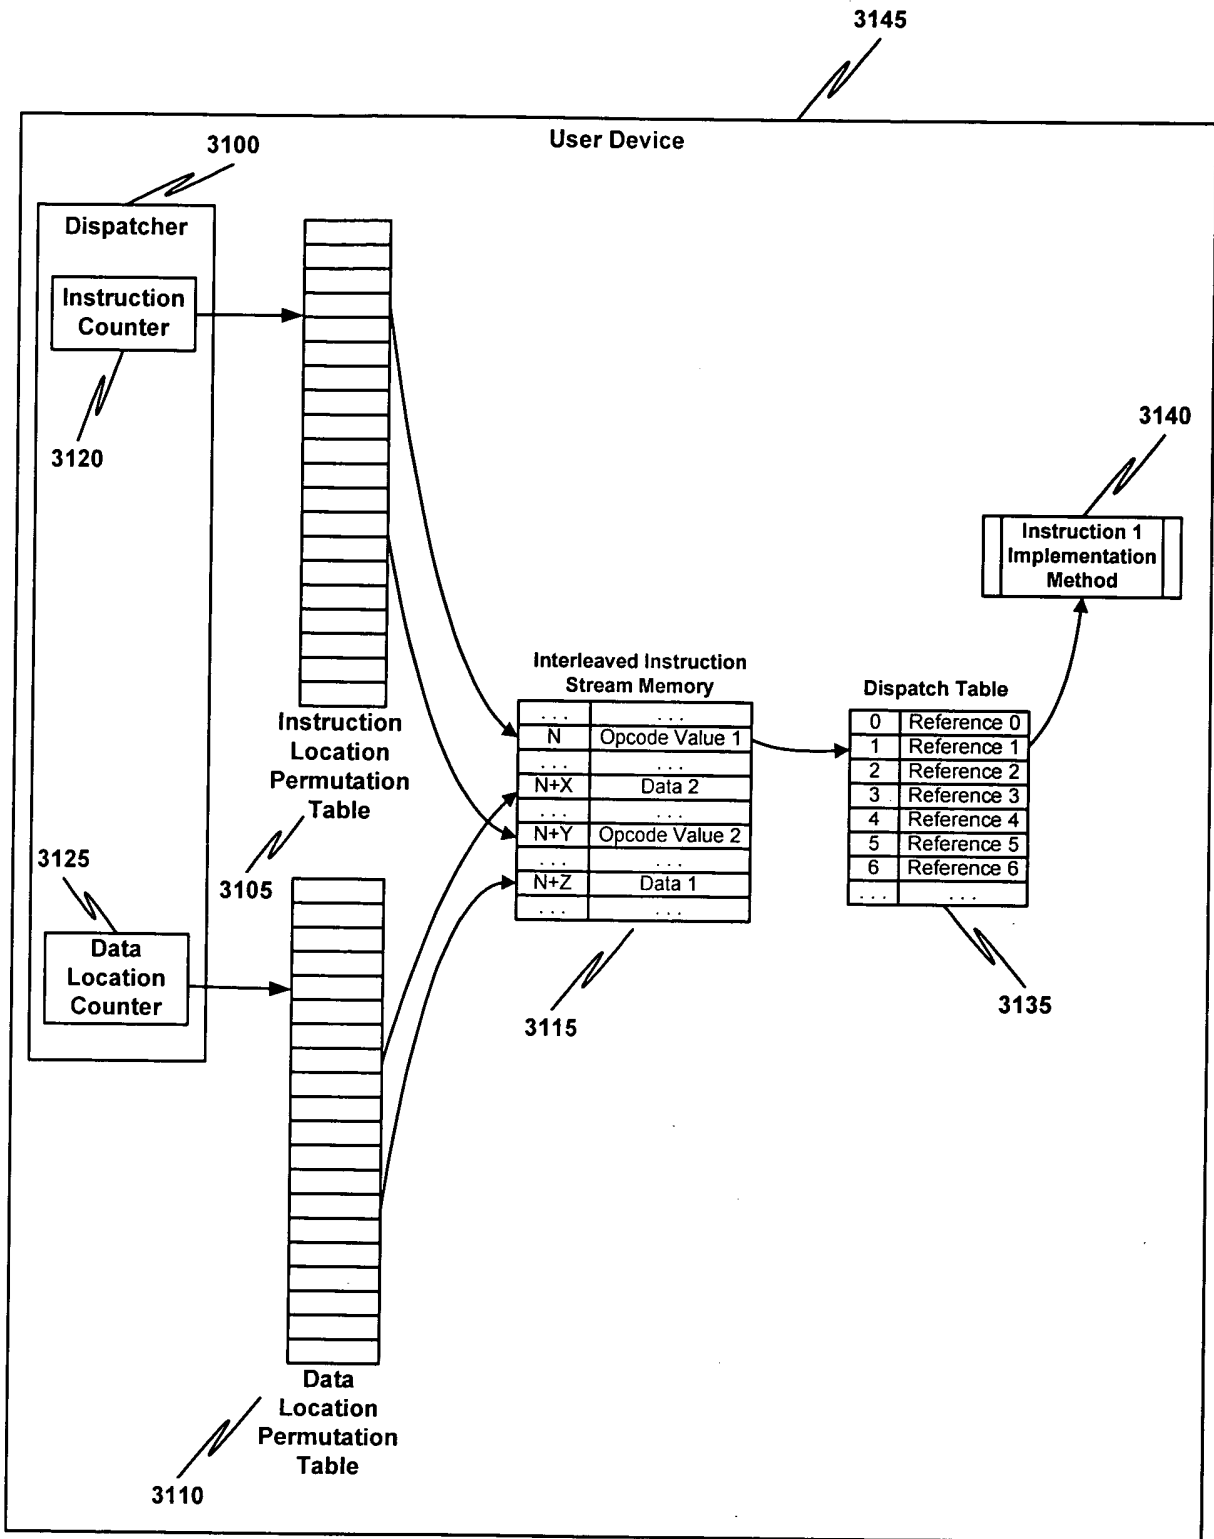 3145
User Device
3100
Dispatcher
Instruction
Counter
3120
Instruction
Location
Permutation
Table
3105
3125
Data
Location
Counter
Data
Location
Permutation
Table
3110
Interleaved Instruction
Stream Memory
. . . . . .
N Opcode Value 1
. . . . . .
N+X Data 2
. . . . . .
N+Y Opcode Value 2
. . . . . .
N+Z Data 1
. . . . . .
3115
Dispatch Table
0 Reference 0
1 Reference 1
2 Reference 2
3 Reference 3
4 Reference 4
5 Reference 5
6 Reference 6
. . . . . .
3135
3140
Instruction 1
Implementation
Method